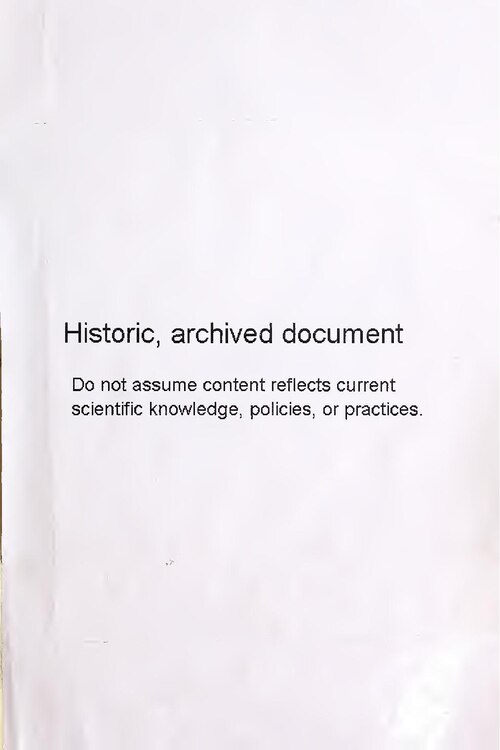 Historic, archived document
Do not assume content reflects current
scientific knowledge, policies, or practices.